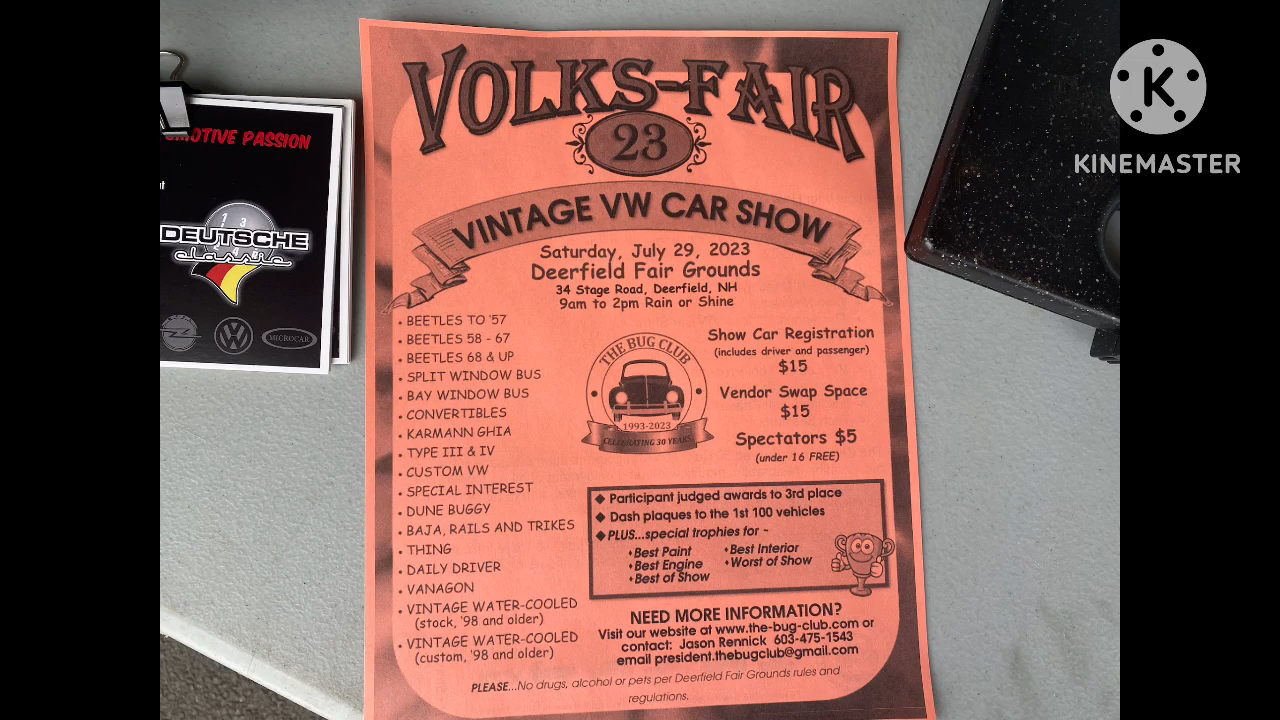 VOLKS-FAIR
23
VINTAGE VW CAR SHOW
Saturday, July 29, 2023
Deerfield Fair Grounds
34 Stage Road, Deerfield, NH
9am to 2pm Rain or Shine
• BEETLES TO '57
• BEETLES 58 - 67
• BEETLES 68 & UP
• SPLIT WINDOW BUS
• BAY WINDOW BUS
• CONVERTIBLES
• KARMANN GHIA
• TYPE III & IV
• CUSTOM VW
• SPECIAL INTEREST
• DUNE BUGGY
• BAJA, RAILS AND TRIKES
• THING
• DAILY DRIVER
• VANAGON
• VINTAGE WATER-COOLED
(stock, '98 and older)
• VINTAGE WATER-COOLED
(custom, '98 and older)
THE BUG CLUB
1993-2023
CELEBRATING 30 YEARS
Show Car Registration
(includes driver and passenger)
$15
Vendor Swap Space
$15
Spectators $5
(under 16 FREE)
◆ Participant judged awards to 3rd place
◆ Dash plaques to the 1st 100 vehicles
◆ PLUS...special trophies for ~
♦Best Paint ♦Best Interior
♦Best Engine ♦Worst of Show
♦Best of Show
NEED MORE INFORMATION?
Visit our website at www.the-bug-club.com or
contact: Jason Rennick 603-475-1543
email president.thebugclub@gmail.com
PLEASE...No drugs, alcohol or pets per Deerfield Fair Grounds rules and
regulations.
MOTIVE PASSION
1 3
DEUTSCHE
classic
VW
MICROCAR
K
KINEMASTER